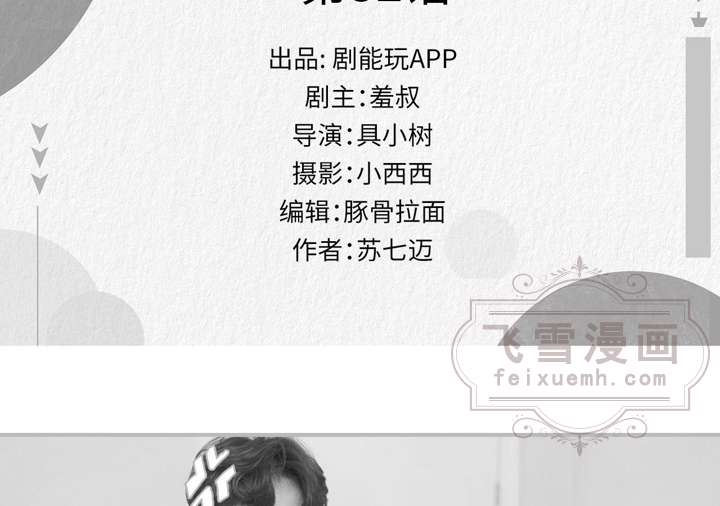 出品: 剧能玩APP
剧主：羞叔
导演：具小树
摄影：小西西
编辑：豚骨拉面
作者：苏七迈
飞雪漫画
feixuemh.com